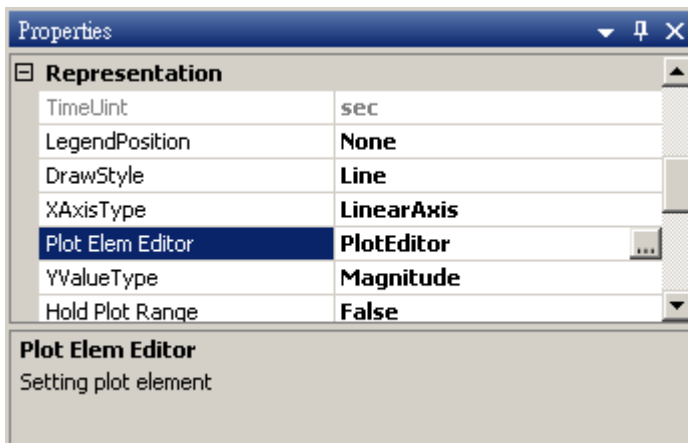 Properties
Representation
TimeUint sec
LegendPosition None
DrawStyle Line
XAxisType LinearAxis
Plot Elem Editor PlotEditor ...
YValueType Magnitude
Hold Plot Range False
Plot Elem Editor
Setting plot element